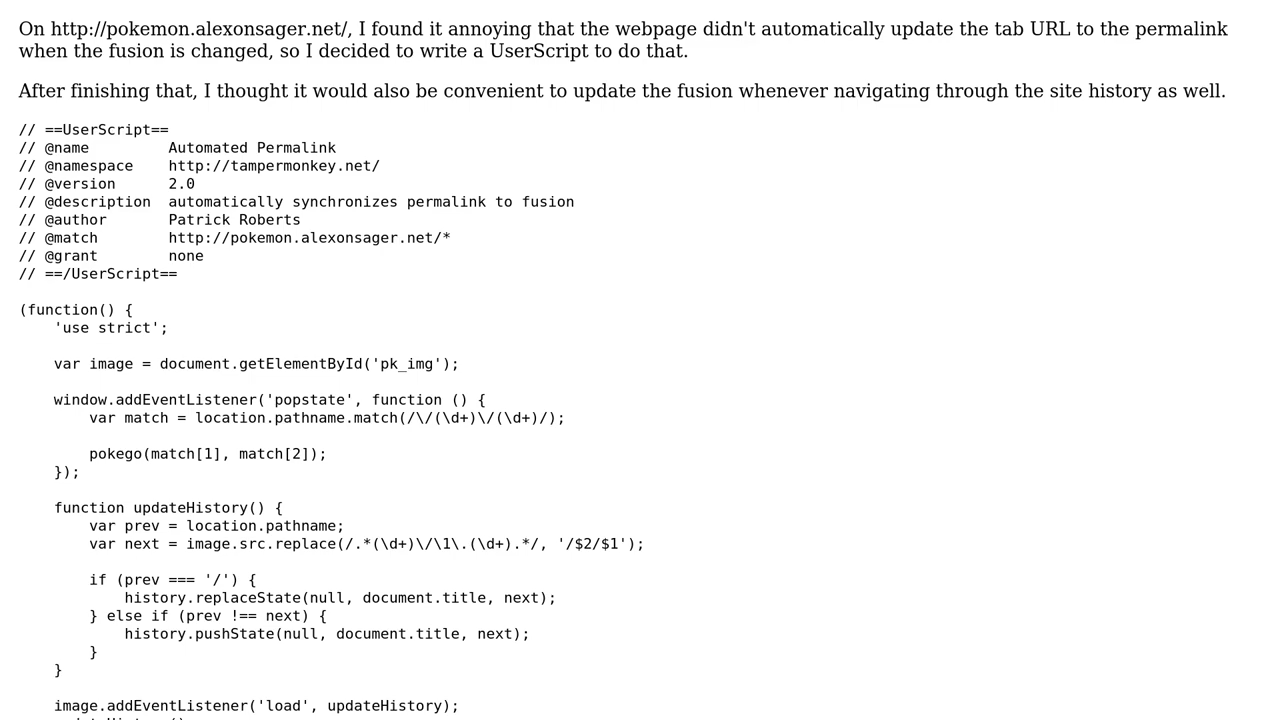 On http://pokemon.alexonsager.net/, I found it annoying that the webpage didn't automatically update the tab URL to the permalink
when the fusion is changed, so I decided to write a UserScript to do that.
After finishing that, I thought it would also be convenient to update the fusion whenever navigating through the site history as well.
// ==UserScript==
// @name         Automated Permalink
// @namespace    http://tampermonkey.net/
// @version      2.0
// @description  automatically synchronizes permalink to fusion
// @author       Patrick Roberts
// @match        http://pokemon.alexonsager.net/*
// @grant        none
// ==/UserScript==
(function() {
    'use strict';
    var image = document.getElementById('pk_img');
    window.addEventListener('popstate', function () {
        var match = location.pathname.match(/\/(\d+)\/(\d+)/);
        pokego(match[1], match[2]);
    });
    function updateHistory() {
        var prev = location.pathname;
        var next = image.src.replace(/.*(\d+)\/\1\.(\d+).*/, '/$2/$1');
        if (prev === '/') {
            history.replaceState(null, document.title, next);
        } else if (prev !== next) {
            history.pushState(null, document.title, next);
        }
    }
    image.addEventListener('load', updateHistory);